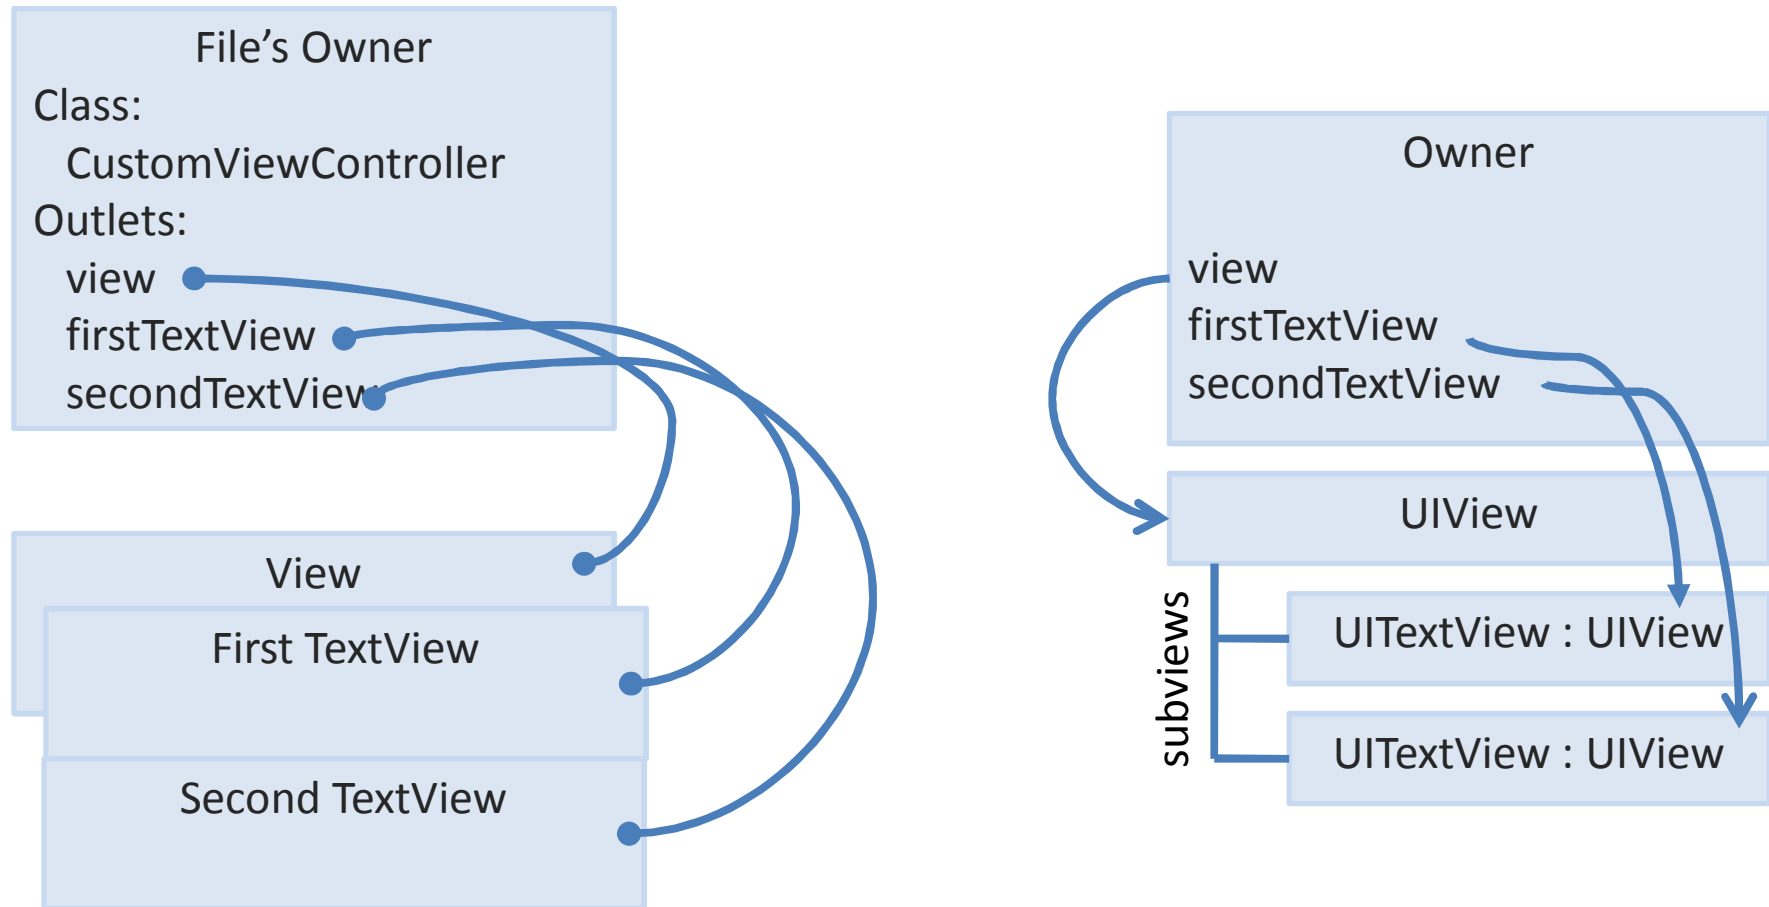 File’s Owner
Class:
CustomViewController
Outlets:
view
firstTextView
secondTextView
View
First TextView
Second TextView
Owner
view
firstTextView
secondTextView
UIView
subviews
UITextView : UIView
UITextView : UIView